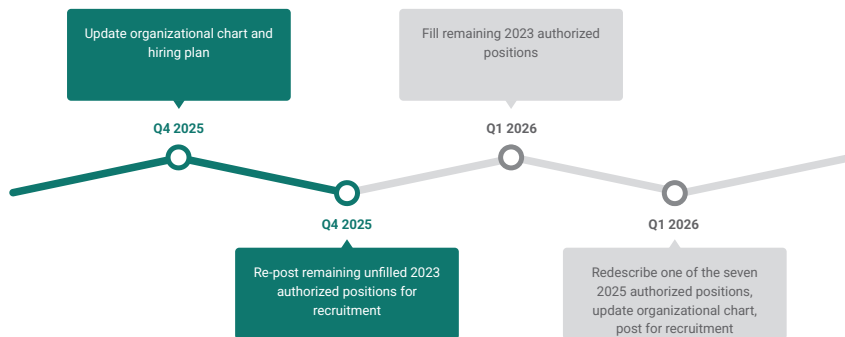 Update organizational chart and
hiring plan
Q4 2025
Q4 2025
Re-post remaining unfilled 2023
authorized positions for
recruitment
Fill remaining 2023 authorized
positions
Q1 2026
Q1 2026
Redescribe one of the seven
2025 authorized positions,
update organizational chart,
post for recruitment